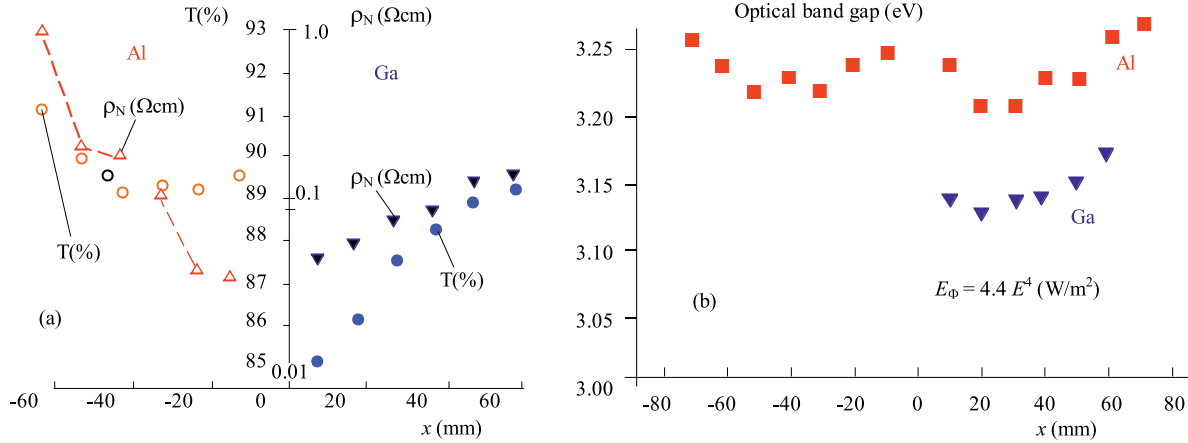 T(%)
93
92
91
90
89
88
87
86
85
1.0
0.1
0.01
ρN (Ωcm)
Al
Ga
ρN (Ωcm)
ρN (Ωcm)
T(%)
T(%)
(a)
-60 -40 -20 0 20 40 60
x (mm)
Optical band gap (eV)
3.25
3.20
3.15
3.10
3.05
3.00
Al
Ga
EΦ = 4.4 E⁴ (W/m²)
(b)
-80 -60 -40 -20 0 20 40 60 80
x (mm)